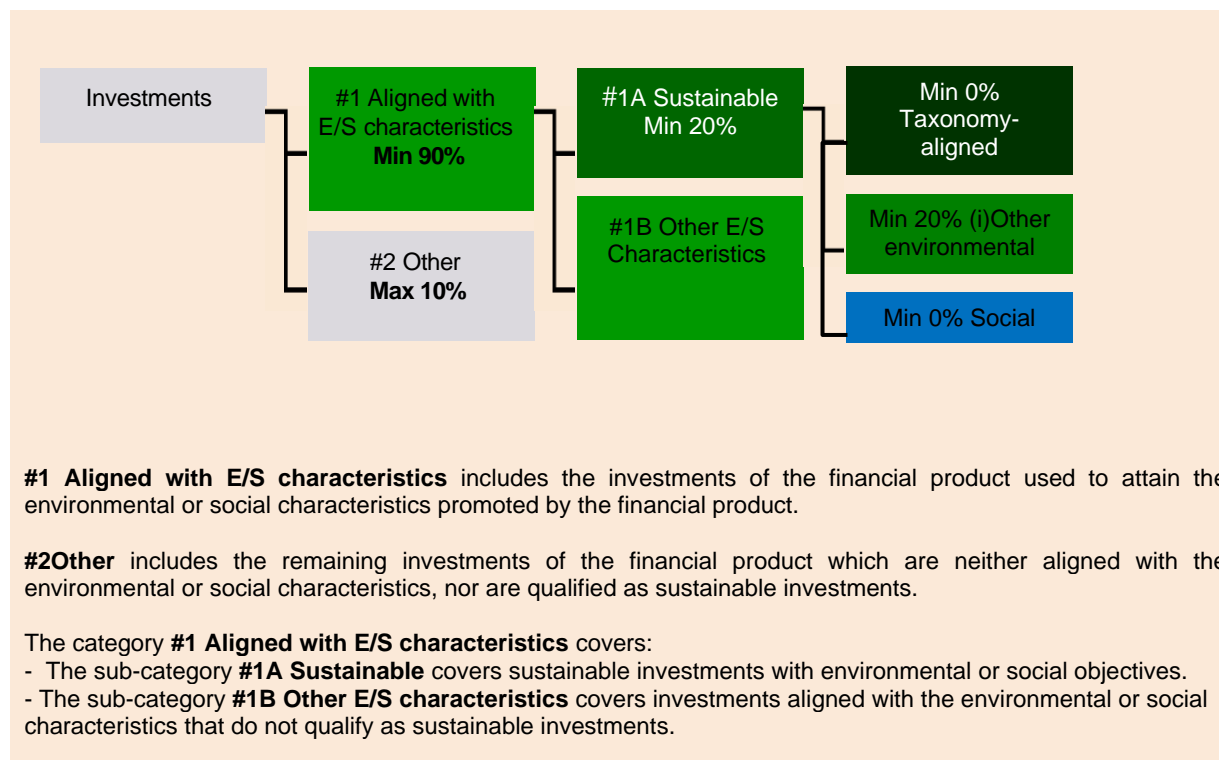 Investments
#1 Aligned with
E/S characteristics
Min 90%
#2 Other
Max 10%
#1A Sustainable
Min 20%
#1B Other E/S
Characteristics
Min 0%
Taxonomy-
aligned
Min 20% (i)Other
environmental
Min 0% Social
#1 Aligned with E/S characteristics includes the investments of the financial product used to attain the
environmental or social characteristics promoted by the financial product.
#2Other includes the remaining investments of the financial product which are neither aligned with the
environmental or social characteristics, nor are qualified as sustainable investments.
The category #1 Aligned with E/S characteristics covers:
- The sub-category #1A Sustainable covers sustainable investments with environmental or social objectives.
- The sub-category #1B Other E/S characteristics covers investments aligned with the environmental or social
characteristics that do not qualify as sustainable investments.